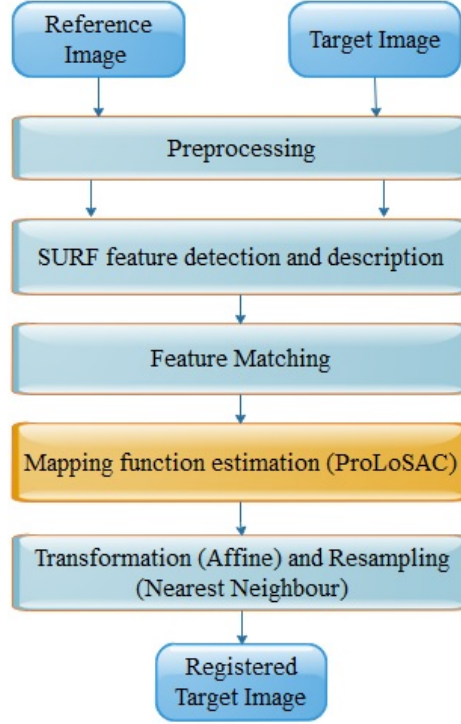 Reference
Image
Target Image
Preprocessing
SURF feature detection and description
Feature Matching
Mapping function estimation (ProLoSAC)
Transformation (Affine) and Resampling
(Nearest Neighbour)
Registered
Target Image